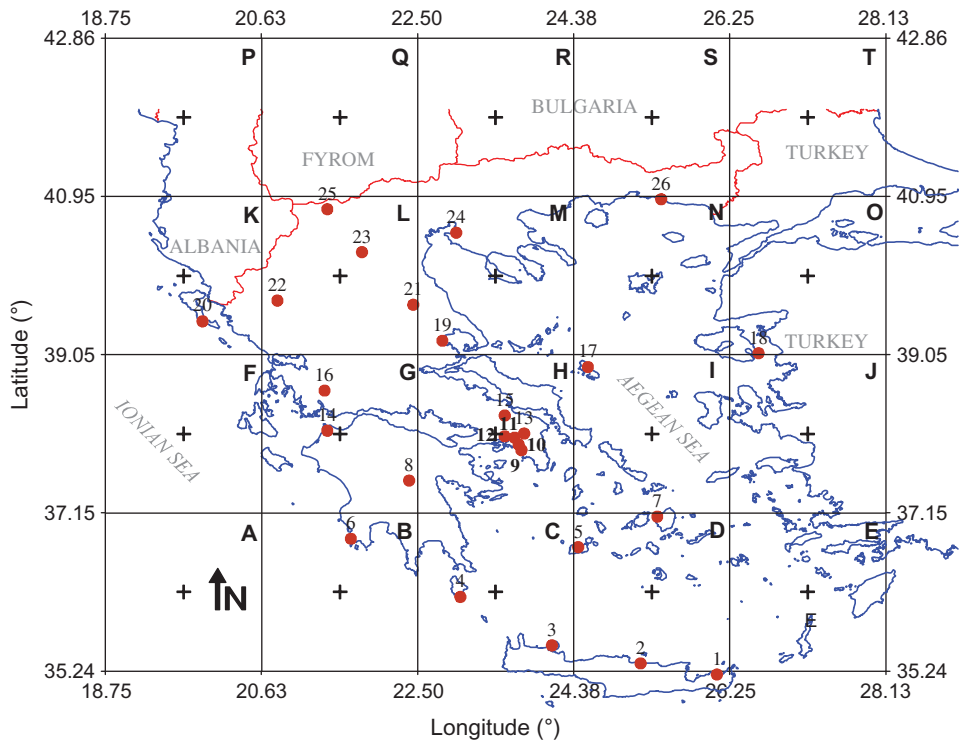 18.75 20.63 22.50 24.38 26.25 28.13
42.86 42.86
P Q R S T
BULGARIA
FYROM TURKEY
40.95 25 26 40.95
K L 24 M N O
ALBANIA 23
22 21
20 19 TURKEY
18
39.05 17 39.05
F 16 G H I J
IONIAN SEA AEGEAN SEA
14 15
12 11 13
10
8 9
37.15 7 37.15
A 6 B C 5 D E
4
N
E
3 2 1
35.24 35.24
18.75 20.63 22.50 24.38 26.25 28.13
Latitude (°)
Longitude (°)